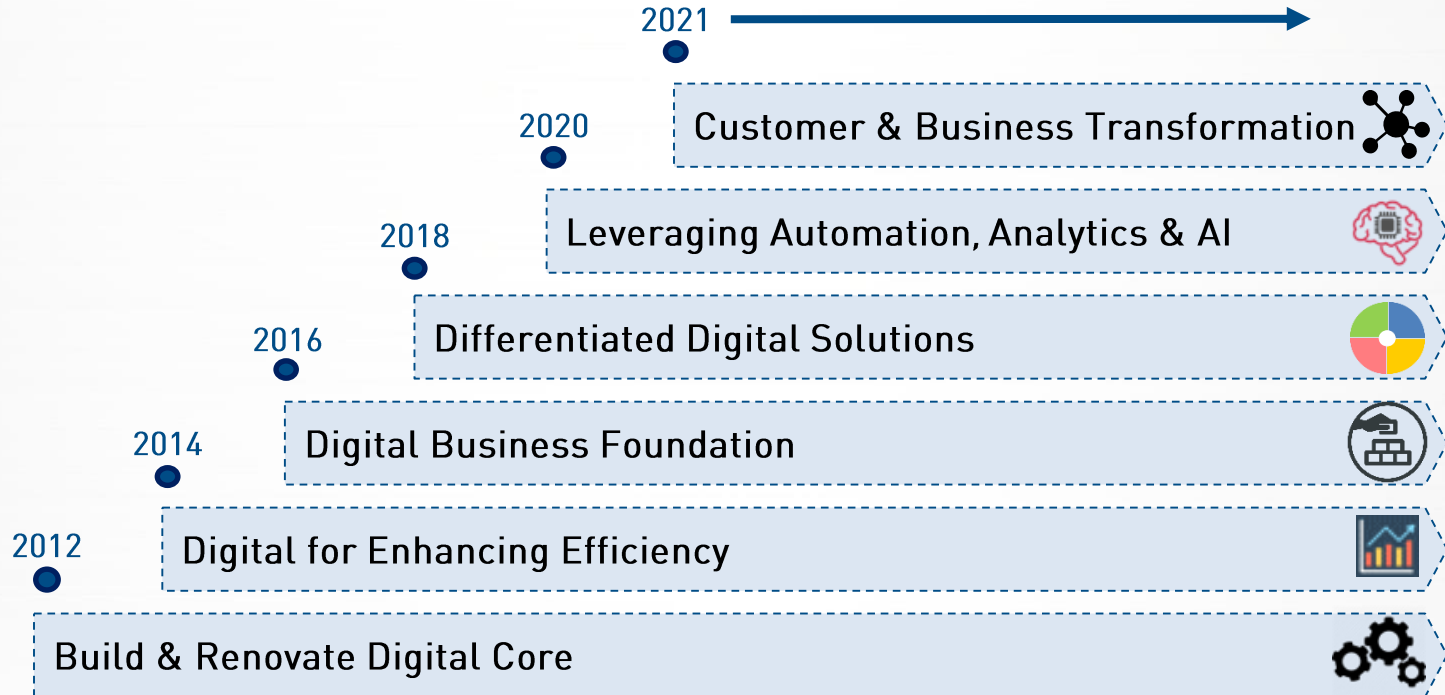 2021
Customer & Business Transformation
2020
Leveraging Automation, Analytics & AI
2018
Differentiated Digital Solutions
2016
Digital Business Foundation
2014
Digital for Enhancing Efficiency
2012
Build & Renovate Digital Core